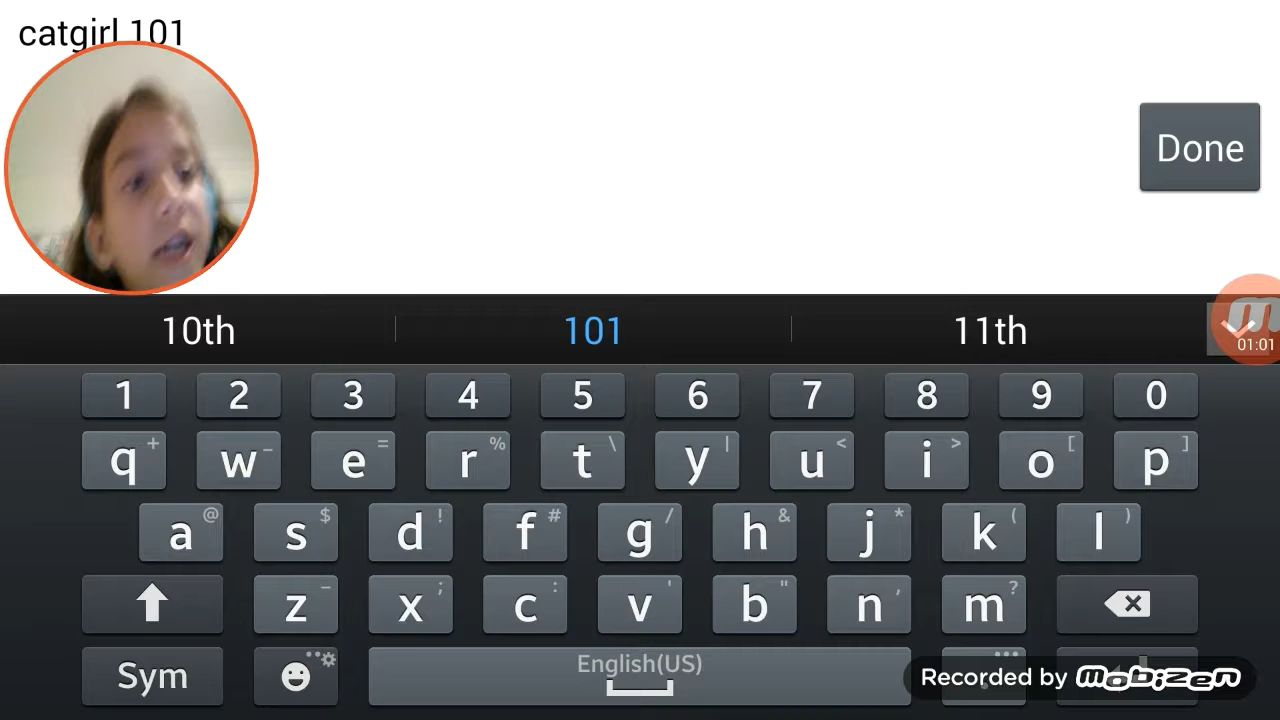 catgirl 101
Done
10th 101 11th
01:01
1 2 3 4 5 6 7 8 9 0
q + w - e = r % t \ y | u < i > o [ p ]
a @ s $ d ! f # g / h & j * k ( l )
z - x ; c : v ' b " n , m ?
Sym English(US)
Recorded by mobizen